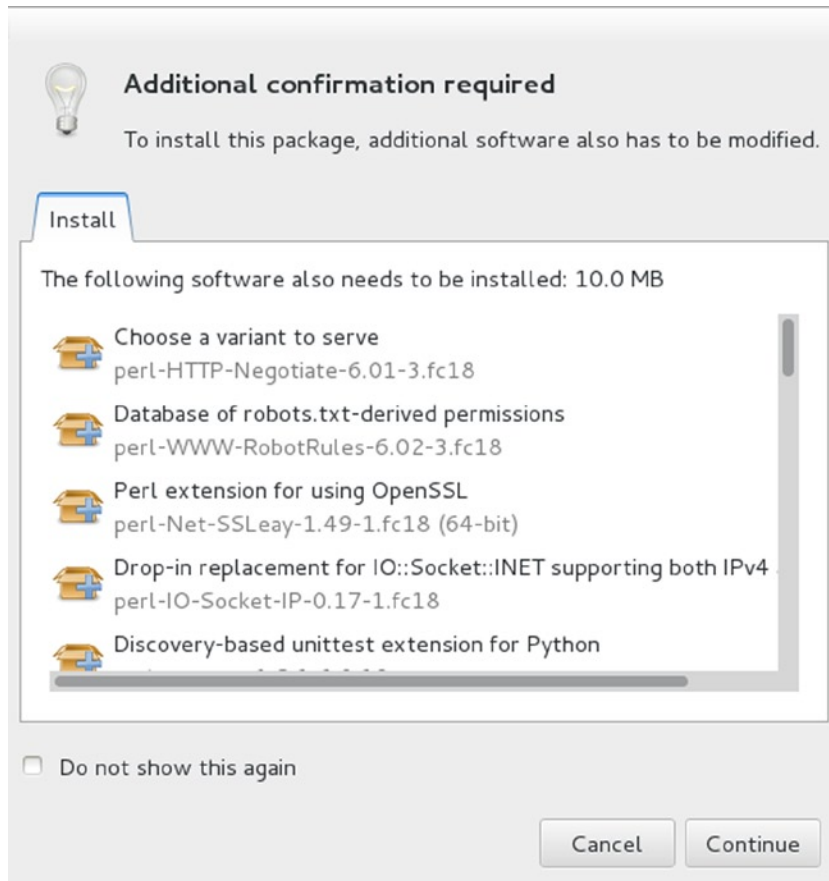 Additional confirmation required
To install this package, additional software also has to be modified.
Install
The following software also needs to be installed: 10.0 MB
Choose a variant to serve
perl-HTTP-Negotiate-6.01-3.fc18
Database of robots.txt-derived permissions
perl-WWW-RobotRules-6.02-3.fc18
Perl extension for using OpenSSL
perl-Net-SSLeay-1.49-1.fc18 (64-bit)
Drop-in replacement for IO::Socket::INET supporting both IPv4
perl-IO-Socket-IP-0.17-1.fc18
Discovery-based unittest extension for Python
Do not show this again
Cancel
Continue